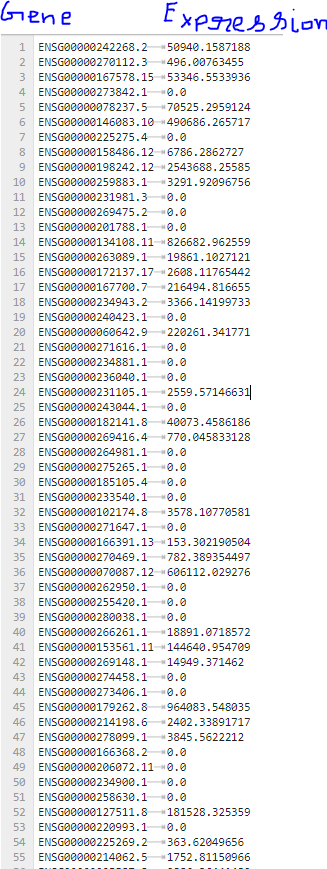 Gene Expression
1 ENSG00000242268.2 50940.1587188
2 ENSG00000270112.3 496.00763455
3 ENSG00000167578.15 53346.5533936
4 ENSG00000273842.1 0.0
5 ENSG00000078237.5 70525.2959124
6 ENSG00000146083.10 490686.265717
7 ENSG00000225275.4 0.0
8 ENSG00000158486.12 6786.2862727
9 ENSG00000198242.12 2543688.25585
10 ENSG00000259883.1 3291.92096756
11 ENSG00000231981.3 0.0
12 ENSG00000269475.2 0.0
13 ENSG00000201788.1 0.0
14 ENSG00000134108.11 826682.962559
15 ENSG00000263089.1 19861.1027121
16 ENSG00000172137.17 2608.11765442
17 ENSG00000167700.7 216494.816655
18 ENSG00000234943.2 3366.14199733
19 ENSG00000240423.1 0.0
20 ENSG00000060642.9 220261.341771
21 ENSG00000271616.1 0.0
22 ENSG00000234881.1 0.0
23 ENSG00000236040.1 0.0
24 ENSG00000231105.1 2559.57146631
25 ENSG00000243044.1 0.0
26 ENSG00000182141.8 40073.4586186
27 ENSG00000269416.4 770.045833128
28 ENSG00000264981.1 0.0
29 ENSG00000275265.1 0.0
30 ENSG00000185105.4 0.0
31 ENSG00000233540.1 0.0
32 ENSG00000102174.8 3578.10770581
33 ENSG00000271647.1 0.0
34 ENSG00000166391.13 153.302190504
35 ENSG00000270469.1 782.389354497
36 ENSG00000070087.12 606112.029276
37 ENSG00000262950.1 0.0
38 ENSG00000255420.1 0.0
39 ENSG00000280038.1 0.0
40 ENSG00000266261.1 18891.0718572
41 ENSG00000153561.11 144640.954709
42 ENSG00000269148.1 14949.371462
43 ENSG00000274458.1 0.0
44 ENSG00000273406.1 0.0
45 ENSG00000179262.8 964083.548035
46 ENSG00000214198.6 2402.33891717
47 ENSG00000278099.1 3845.5622212
48 ENSG00000166368.2 0.0
49 ENSG00000206072.11 0.0
50 ENSG00000234900.1 0.0
51 ENSG00000258630.1 0.0
52 ENSG00000127511.8 181528.325359
53 ENSG00000220993.1 0.0
54 ENSG00000225269.2 363.62049656
55 ENSG00000214062.5 1752.81150966